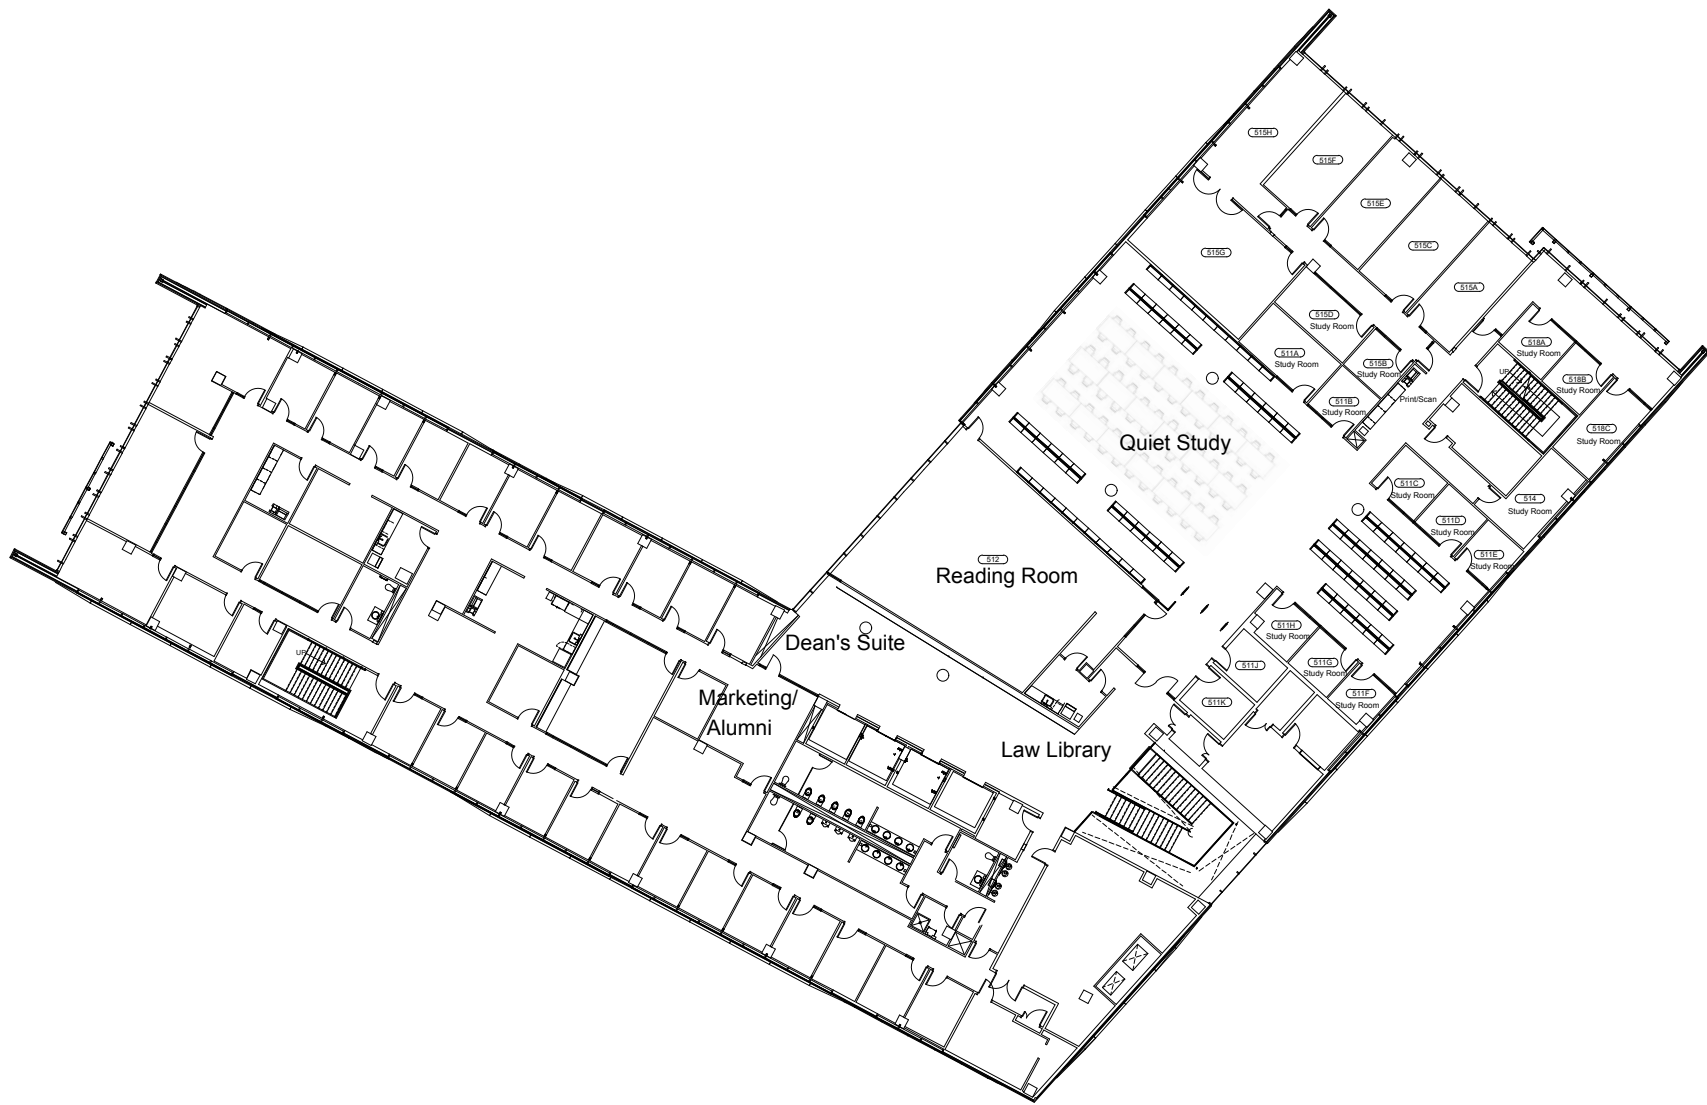 515H
515F
515E
515C
515G
515A
515D
Study Room
518A
Study Room
511A
Study Room
515B
Study Room
UP
518B
Study Room
511B
Study Room
Print/Scan
518C
Study Room
Quiet Study
511C
Study Room
514
Study Room
511D
Study Room
511E
Study Room
512
Reading Room
511H
Study Room
Dean's Suite
511J
511G
Study Room
UP
511F
Study Room
Marketing/
Alumni
511K
Law Library